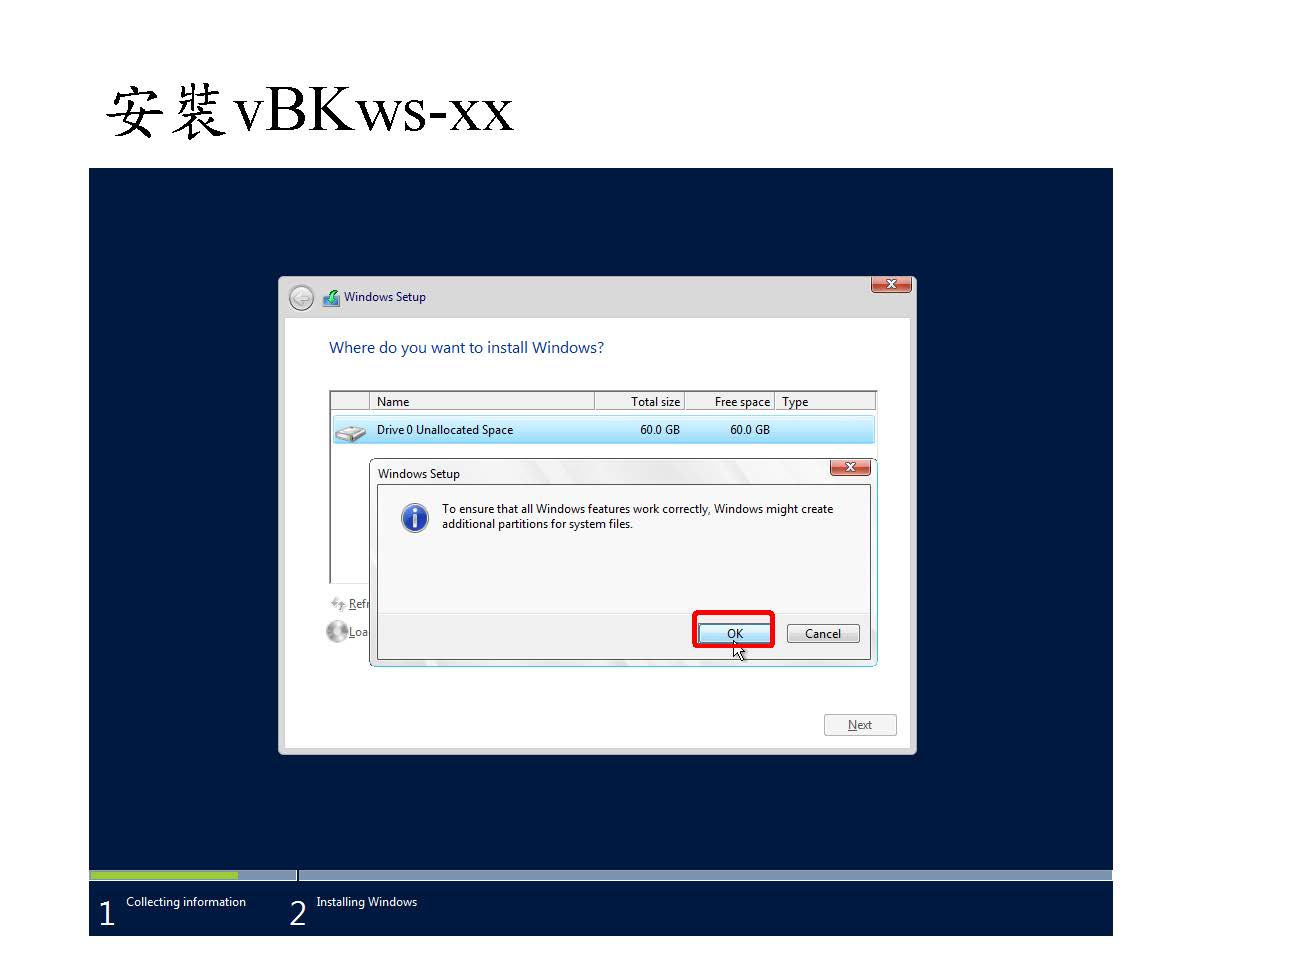 安裝vBKws-xx
Windows Setup
Where do you want to install Windows?
Name Total size Free space Type
Drive 0 Unallocated Space 60.0 GB 60.0 GB
Windows Setup
To ensure that all Windows features work correctly, Windows might create
additional partitions for system files.
Refr
Loa
OK Cancel
Next
1 Collecting information 2 Installing Windows